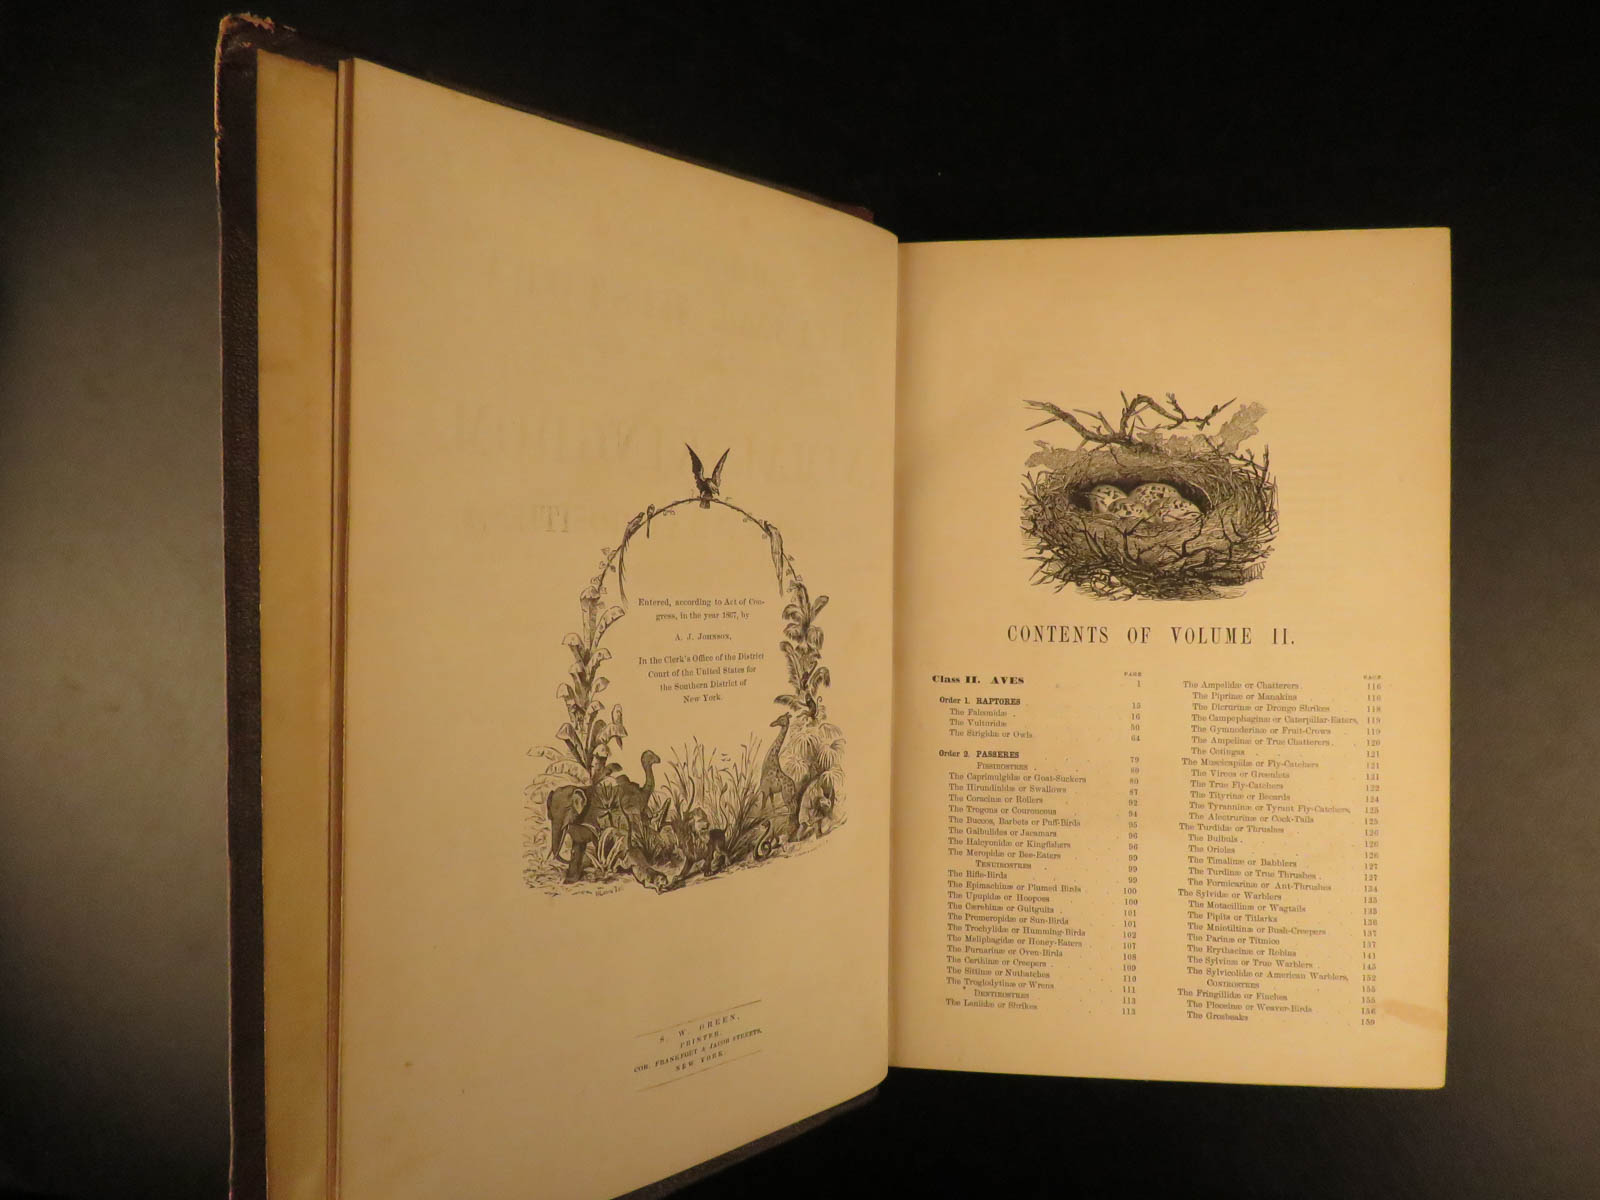 Entered, according to Act of Con-
gress, in the year 1867, by
A. J. JOHNSON,
In the Clerk's Office of the District
Court of the United States for
the Southern District of
New York.
S. W. GREEN,
PRINTER,
COR. FRANKFORT & JACOB STREETS,
NEW YORK.
CONTENTS OF VOLUME II.
PAGE
Class II. AVES 1
Order 1. RAPTORES 15
The Falconidæ 16
The Vulturidæ 50
The Strigidæ or Owls 64
Order 2. PASSERES 79
FISSIROSTRES 80
The Caprimulgidæ or Goat-Suckers 80
The Hirundinidæ or Swallows 87
The Coracinæ or Rollers 92
The Trogons or Couroucous 94
The Buccos, Barbets or Puff-Birds 95
The Galbulides or Jacamars 96
The Halcyonidæ or Kingfishers 96
The Meropidæ or Bee-Eaters 99
TENUIROSTRES 99
The Rifle-Birds 99
The Epimachinæ or Plumed Birds 100
The Upupidæ or Hoopoes 100
The Cærebinæ or Guitguits 101
The Promeropidæ or Sun-Birds 101
The Trochylidæ or Humming-Birds 102
The Meliphagidæ or Honey-Eaters 107
The Furnarinæ or Oven-Birds 108
The Certhinæ or Creepers 109
The Sittinæ or Nuthatches 110
The Troglodytinæ or Wrens 111
DENTIROSTRES 113
The Laniidæ or Shrikes 113
PAGE
The Ampelidæ or Chatterers 116
The Piprinæ or Manakins 116
The Dicrurinæ or Drongo Shrikes 118
The Campephaginæ or Caterpillar-Eaters, 119
The Gymnoderinæ or Fruit-Crows 119
The Ampelinæ or True Chatterers 120
The Cotingas 121
The Muscicapidæ or Fly-Catchers 121
The Vireos or Greenlets 121
The True Fly-Catchers 122
The Tityrinæ or Becards 124
The Tyranninæ or Tyrant Fly-Catchers, 125
The Alectrurinæ or Cock-Tails 125
The Turdidæ or Thrushes 126
The Bulbuls 126
The Orioles 126
The Timalinæ or Babblers 127
The Turdinæ or True Thrushes 127
The Formicarinæ or Ant-Thrushes 134
The Sylvidæ or Warblers 135
The Motacillinæ or Wagtails 135
The Pipits or Titlarks 136
The Mniotiltinæ or Bush-Creepers 137
The Parinæ or Titmice 137
The Erythacinæ or Robins 141
The Sylvinæ or True Warblers 145
The Sylvicolidæ or American Warblers, 152
CONIROSTRES 155
The Fringillidæ or Finches 155
The Ploceinæ or Weaver-Birds 156
The Grosbeaks 159